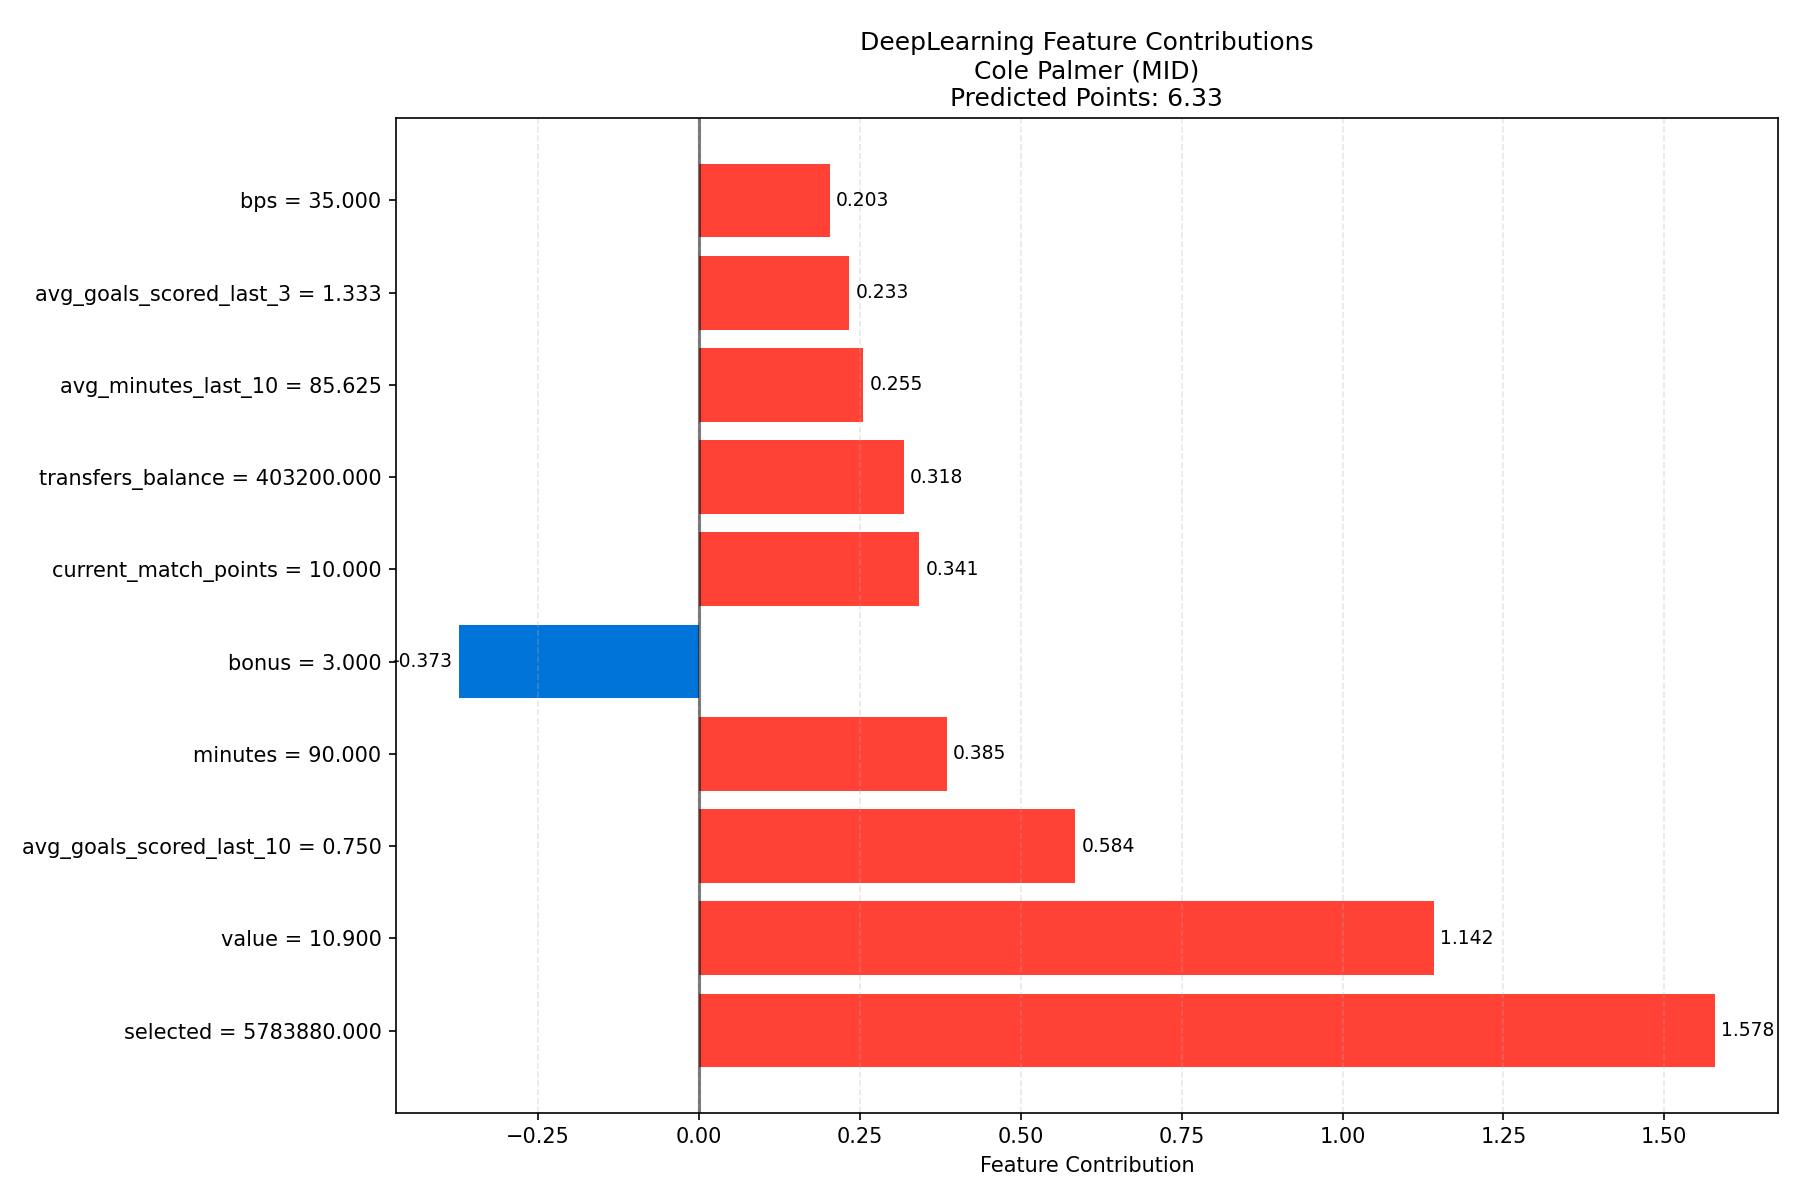 DeepLearning Feature Contributions
Cole Palmer (MID)
Predicted Points: 6.33
bps = 35.000
0.203
avg_goals_scored_last_3 = 1.333
0.233
avg_minutes_last_10 = 85.625
0.255
transfers_balance = 403200.000
0.318
current_match_points = 10.000
0.341
bonus = 3.000
-0.373
minutes = 90.000
0.385
avg_goals_scored_last_10 = 0.750
0.584
value = 10.900
1.142
selected = 5783880.000
1.578
−0.25 0.00 0.25 0.50 0.75 1.00 1.25 1.50
Feature Contribution